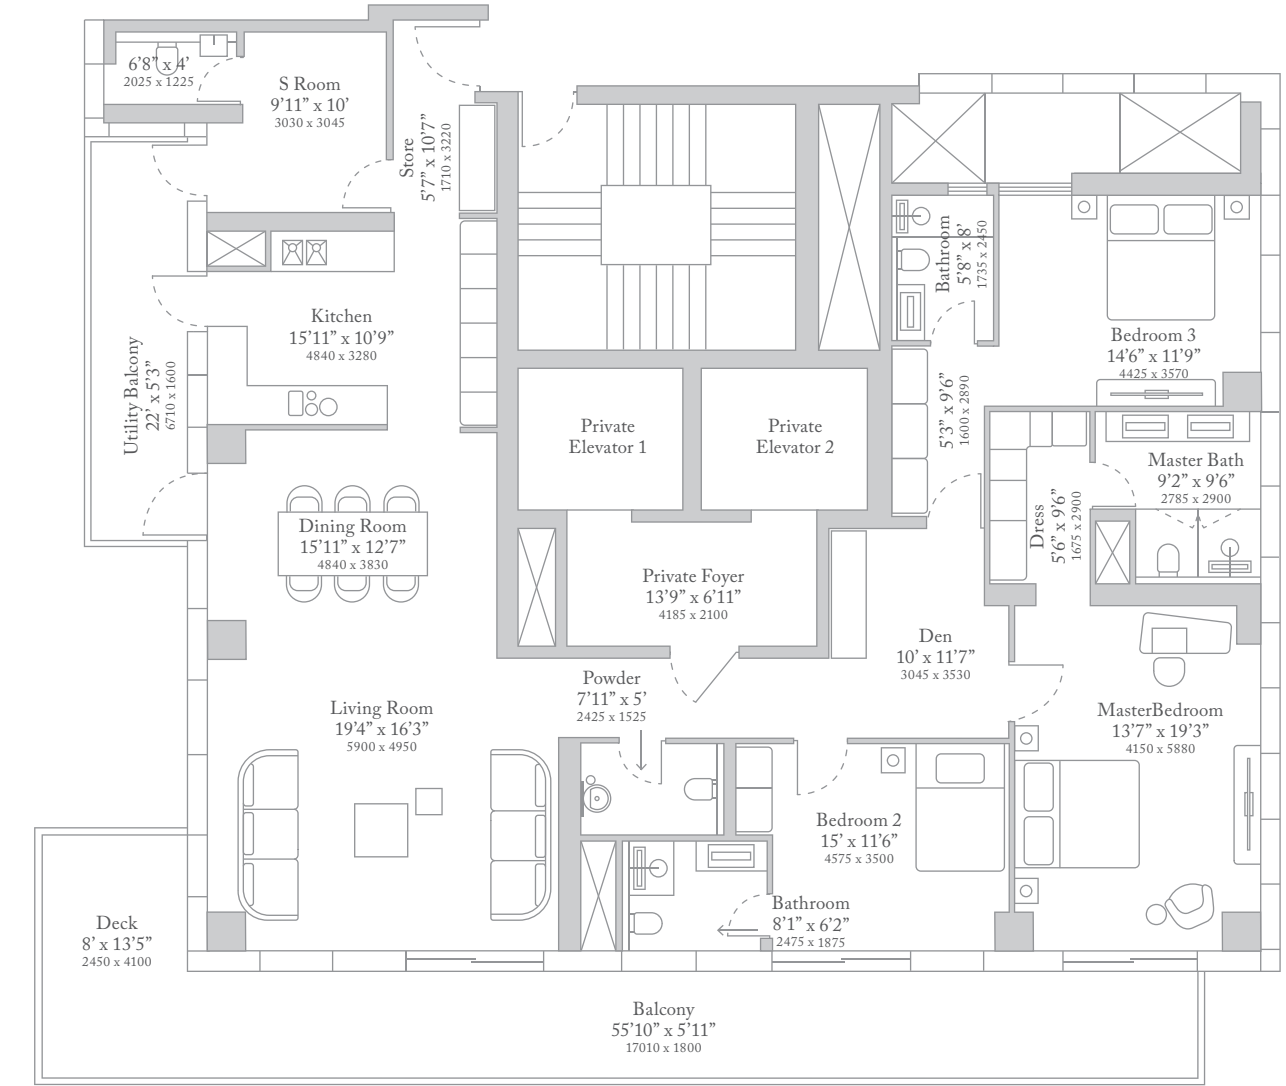 6'8” x 4'
2025 x 1225
S Room
9'11” x 10'
3030 x 3045
Store
5'7” x 10'7”
1710 x 3220
Bathroom
5'8” x 8'
1735 x 2450
Kitchen
15'11” x 10'9”
4840 x 3280
Bedroom 3
14'6” x 11'9”
4425 x 3570
Utility Balcony
22' x 5'3”
6710 x 1600
5'3” x 9'6”
1600 x 2890
Private
Elevator 1
Private
Elevator 2
Master Bath
9'2” x 9'6”
2785 x 2900
Dress
5'6” x 9'6”
1675 x 2900
Dining Room
15'11” x 12'7”
4840 x 3830
Private Foyer
13'9” x 6'11”
4185 x 2100
Den
10' x 11'7”
3045 x 3530
Powder
7'11” x 5'
2425 x 1525
Living Room
19'4” x 16'3”
5900 x 4950
MasterBedroom
13'7” x 19'3”
4150 x 5880
Bedroom 2
15' x 11'6”
4575 x 3500
Bathroom
8'1” x 6'2”
2475 x 1875
Deck
8' x 13'5”
2450 x 4100
Balcony
55'10” x 5'11”
17010 x 1800